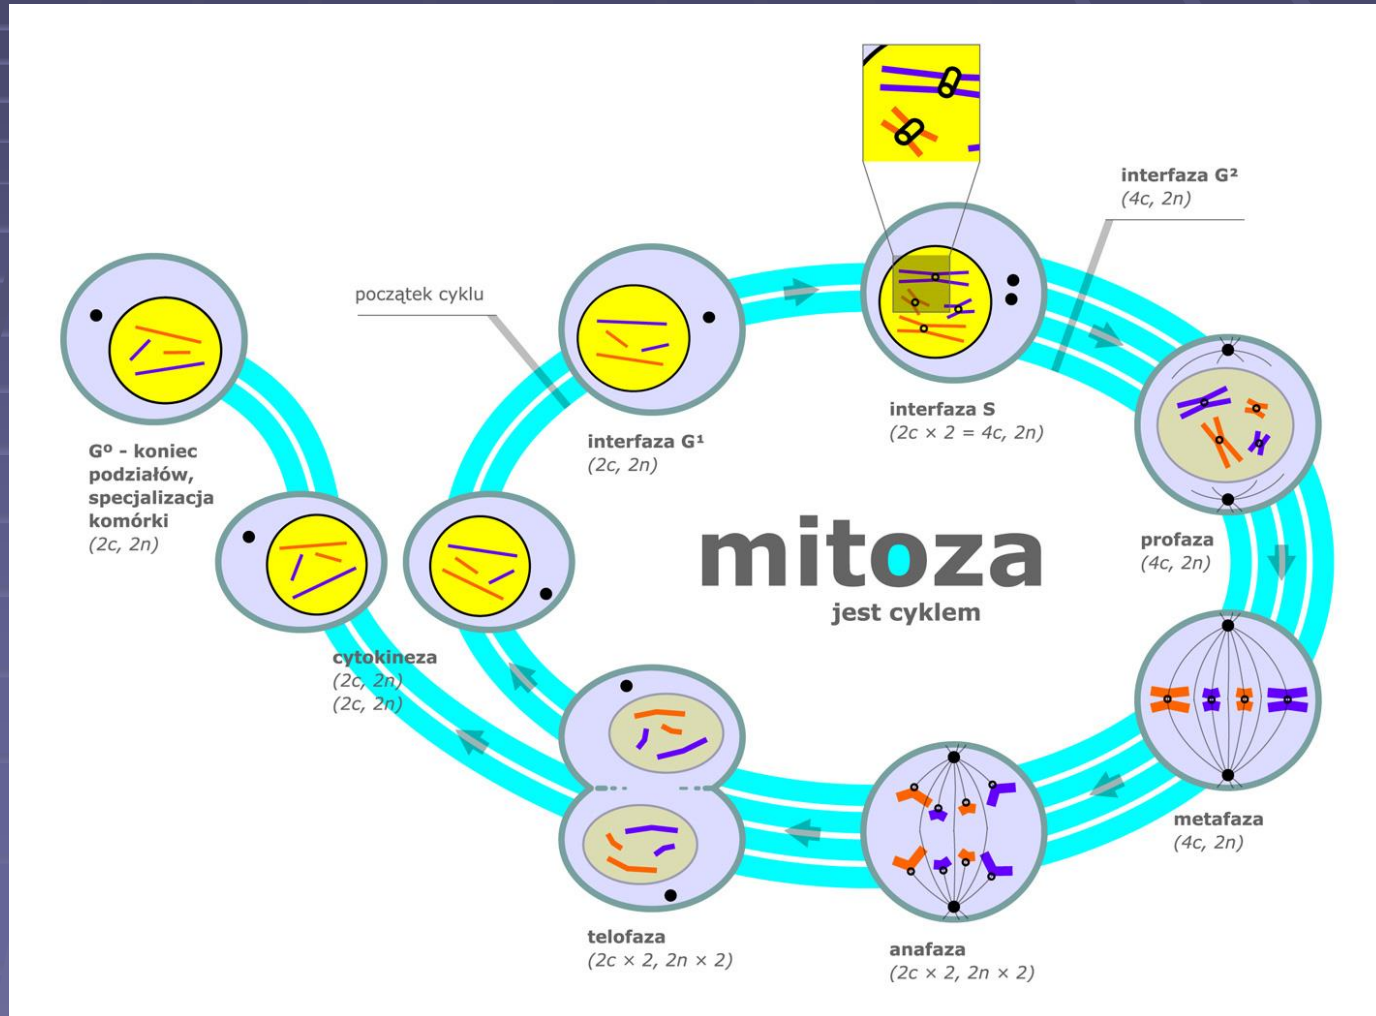 interfaza G²
(4c, 2n)
początek cyklu
G⁰ - koniec
podziałów,
specjalizacja
komórki
(2c, 2n)
interfaza G¹
(2c, 2n)
interfaza S
(2c × 2 = 4c, 2n)
profaza
(4c, 2n)
mitoza
jest cyklem
cytokineza
(2c, 2n)
(2c, 2n)
metafaza
(4c, 2n)
telofaza
(2c × 2, 2n × 2)
anafaza
(2c × 2, 2n × 2)